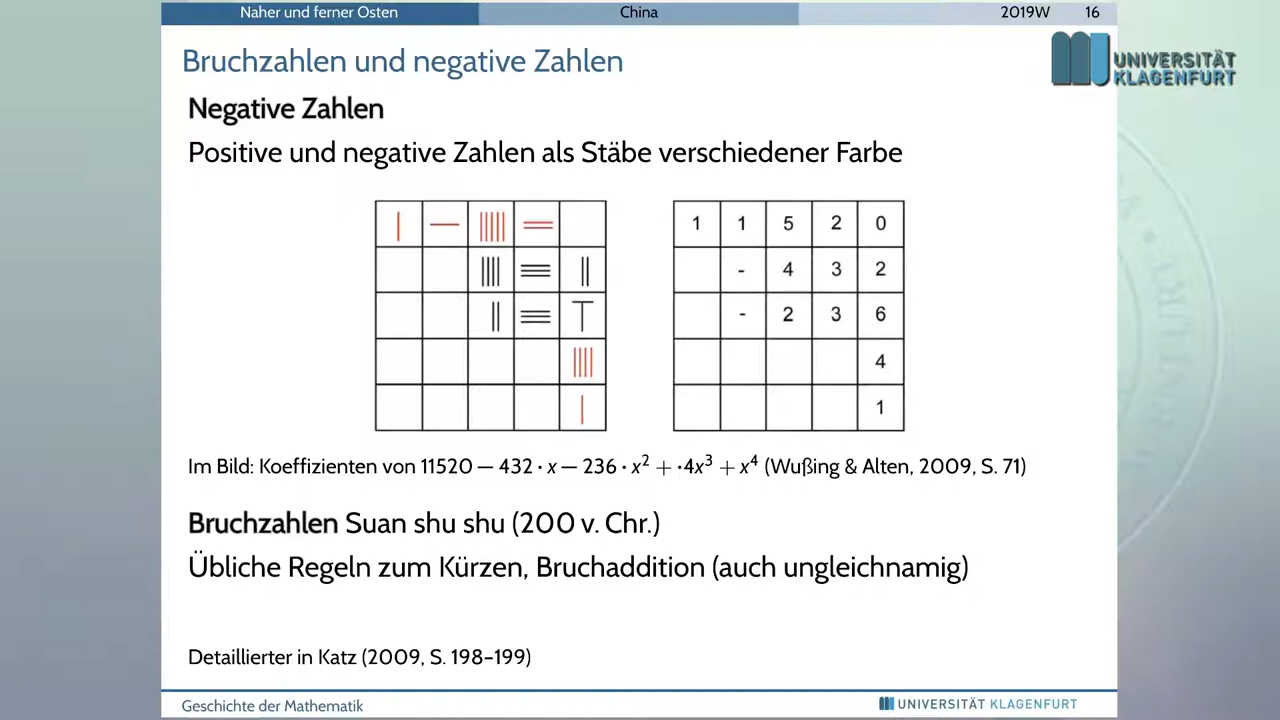 Naher und ferner Osten China 2019W 16
Bruchzahlen und negative Zahlen
UNIVERSITÄT
KLAGENFURT
Negative Zahlen
Positive und negative Zahlen als Stäbe verschiedener Farbe
1 1 5 2 0
- 4 3 2
- 2 3 6
4
1
Im Bild: Koeffizienten von 11520 − 432 · x − 236 · x² + ·4x³ + x⁴ (Wußing & Alten, 2009, S. 71)
Bruchzahlen Suan shu shu (200 v. Chr.)
Übliche Regeln zum Kürzen, Bruchaddition (auch ungleichnamig)
Detaillierter in Katz (2009, S. 198–199)
Geschichte der Mathematik UNIVERSITÄT KLAGENFURT